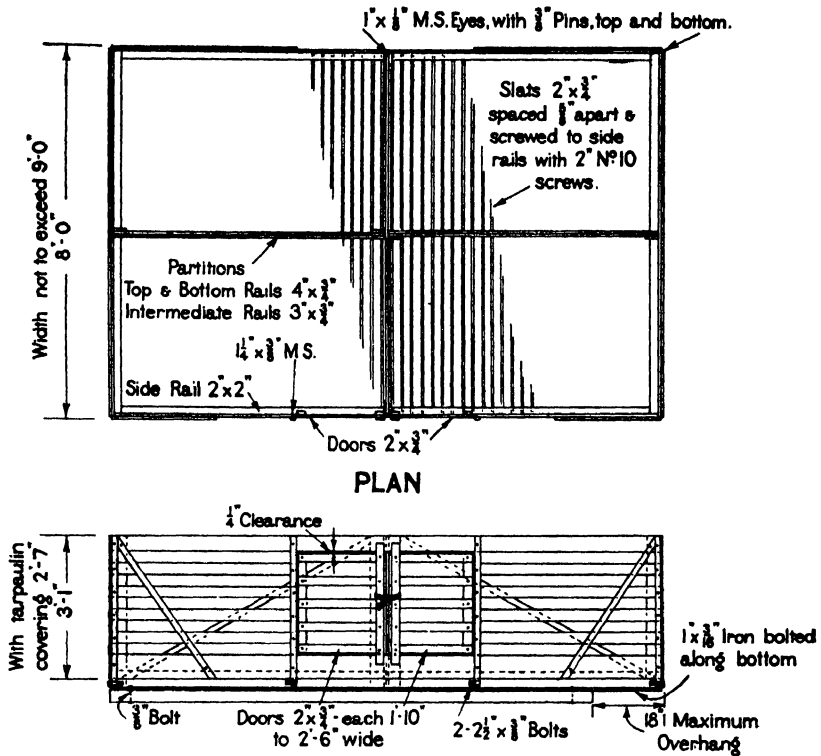 1" x 1/8" M.S. Eyes, with 3/8" Pins, top and bottom.
Slats 2" x 3/4"
spaced 5/8" apart &
screwed to side
rails with 2" No 10
screws.
Width not to exceed 9'-0"
8'-0"
Partitions
Top & Bottom Rails 4" x 3/4"
Intermediate Rails 3" x 3/4"
1 1/4" x 3/8" M.S.
Side Rail 2" x 2"
Doors 2" x 3/4"
PLAN
1/4" Clearance
With tarpaulin
covering 2'-7"
3'-1"
1" x 3/16" Iron bolted
along bottom
3/8" Bolt
Doors 2" x 3/4" - each 1'-10"
to 2'-6" wide
2 - 2 1/2" x 3/8" Bolts
18" Maximum
Overhang